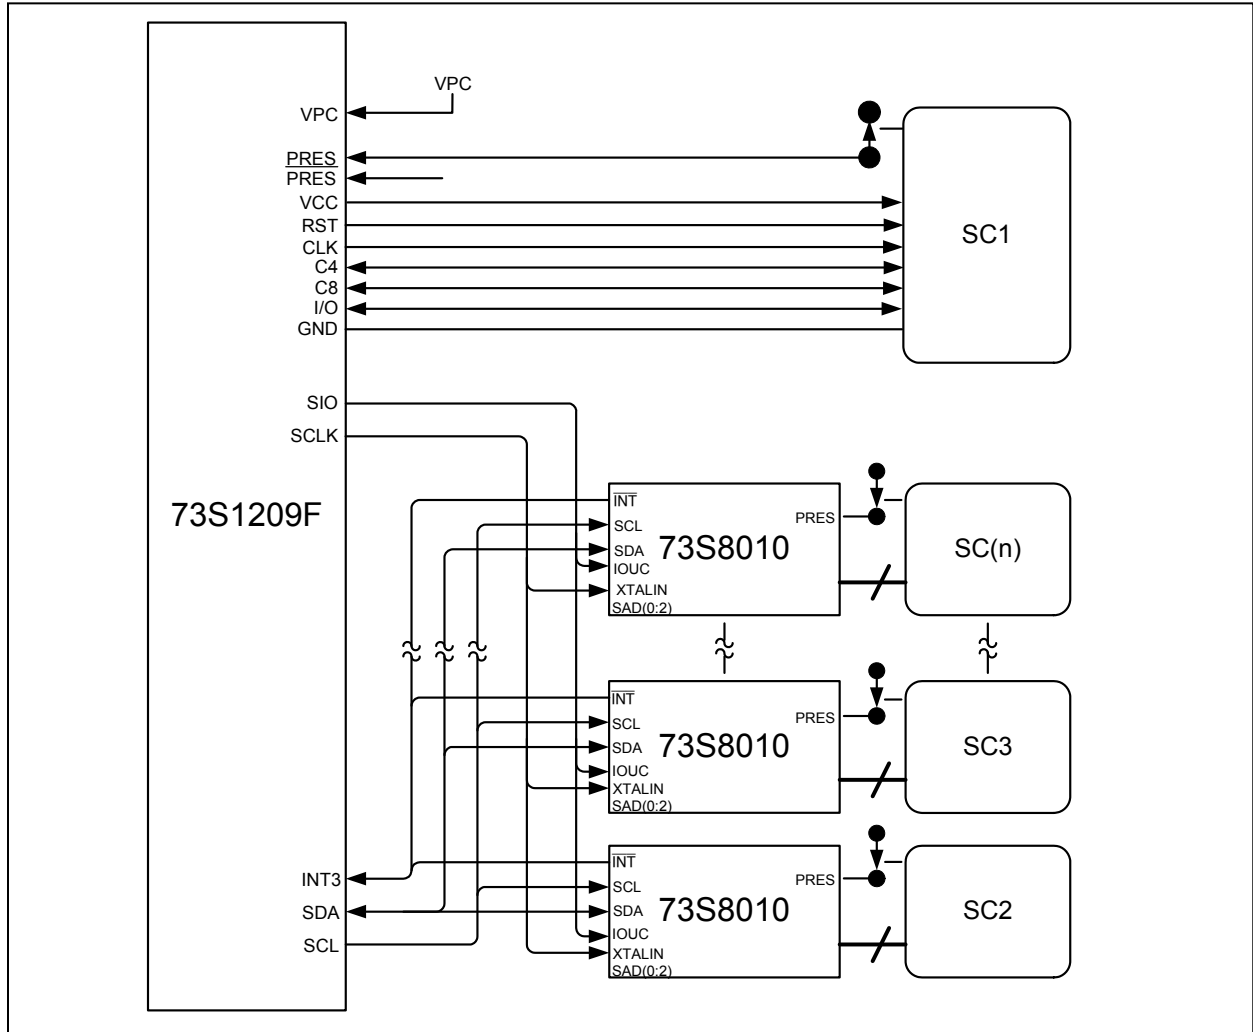 VPC
VPC
PRES
PRES
VCC
RST
CLK
C4
C8
I/O
GND
SC1
SIO
SCLK
73S1209F
INT
SCL
SDA
IOUC
XTALIN
SAD(0:2)
73S8010
PRES
SC(n)
INT
SCL
SDA
IOUC
XTALIN
SAD(0:2)
73S8010
PRES
SC3
INT
SCL
SDA
IOUC
XTALIN
SAD(0:2)
73S8010
PRES
SC2
INT3
SDA
SCL